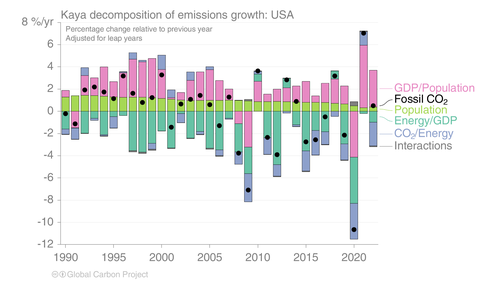 Kaya decomposition of emissions growth: USA
8 %/yr
Percentage change relative to previous year
Adjusted for leap years
6
4
2
0
-2
-4
-6
-8
-10
-12
GDP/Population
Fossil CO₂
Population
Energy/GDP
CO₂/Energy
Interactions
1990 1995 2000 2005 2010 2015 2020
Global Carbon Project